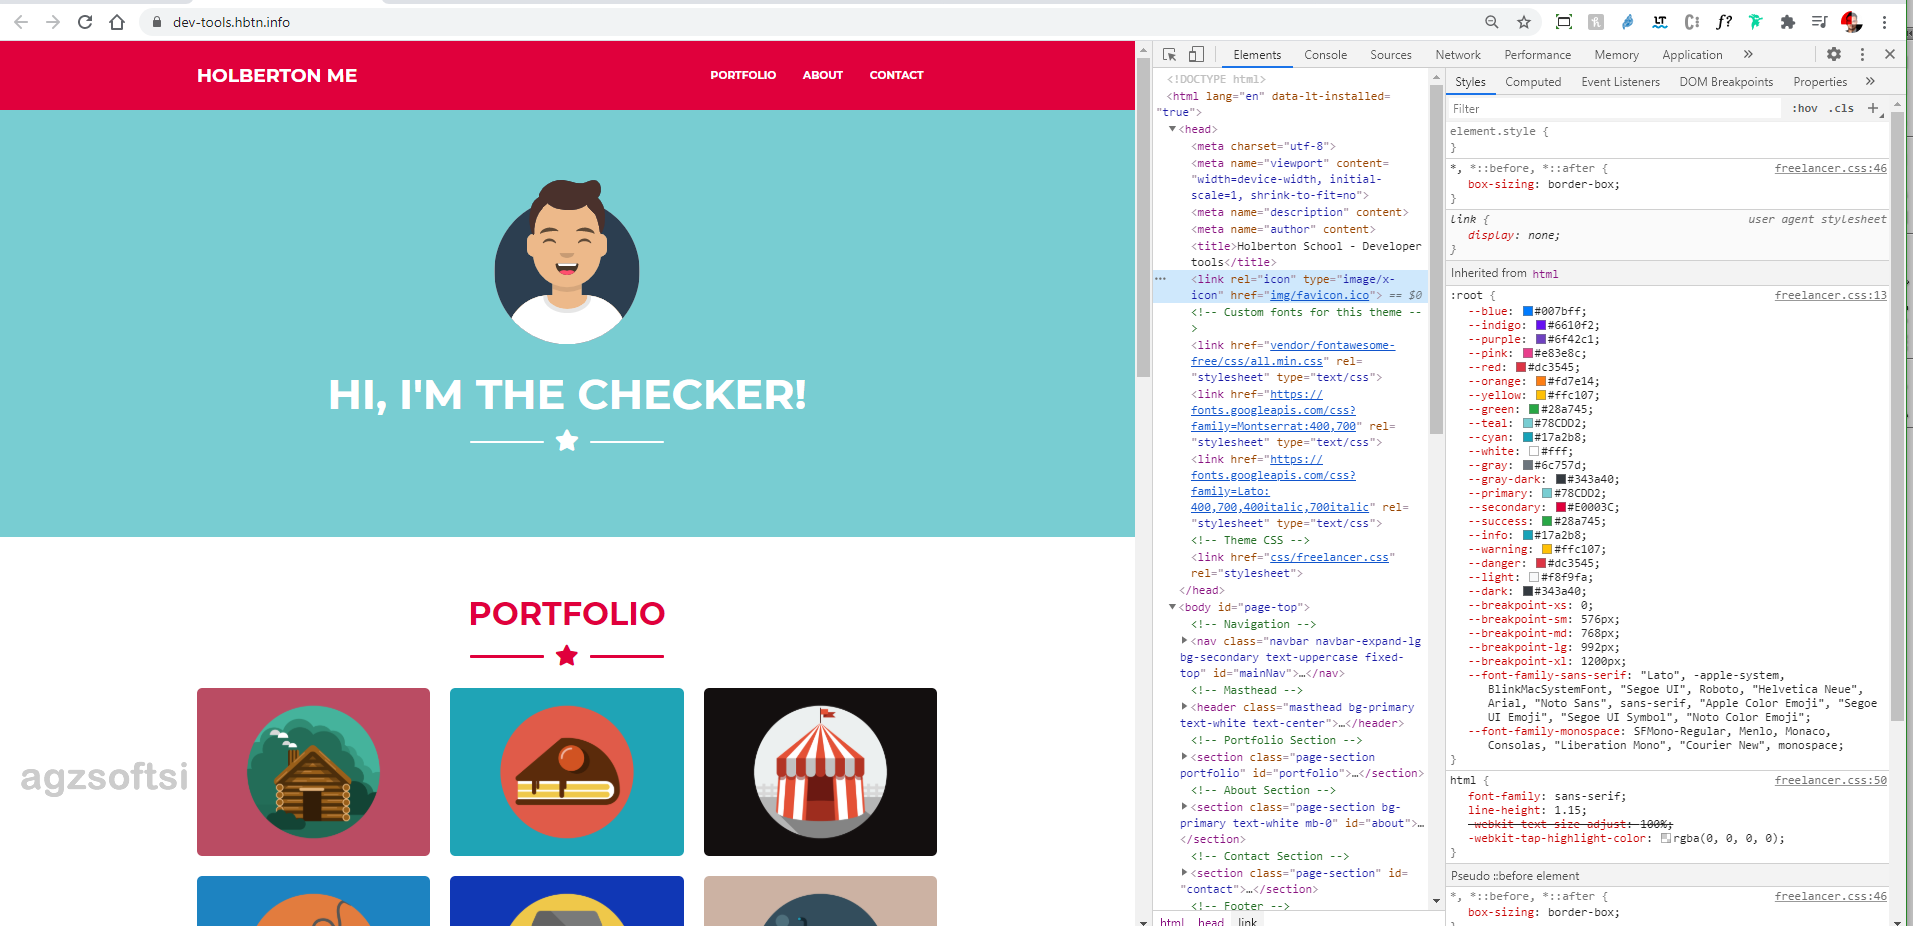 dev-tools.hbtn.info
HOLBERTON ME
PORTFOLIO ABOUT CONTACT
HI, I'M THE CHECKER!
PORTFOLIO
agzsoftsi
Elements Console Sources Network Performance Memory Application »
<!DOCTYPE html>
<html lang="en" data-lt-installed=
"true">
<head>
<meta charset="utf-8">
<meta name="viewport" content=
"width=device-width, initial-
scale=1, shrink-to-fit=no">
<meta name="description" content>
<meta name="author" content>
<title>Holberton School - Developer
tools</title>
<link rel="icon" type="image/x-
icon" href="img/favicon.ico"> == $0
<!-- Custom fonts for this theme --
>
<link href="vendor/fontawesome-
free/css/all.min.css" rel=
"stylesheet" type="text/css">
<link href="https://
fonts.googleapis.com/css?
family=Montserrat:400,700" rel=
"stylesheet" type="text/css">
<link href="https://
fonts.googleapis.com/css?
family=Lato:
400,700,400italic,700italic" rel=
"stylesheet" type="text/css">
<!-- Theme CSS -->
<link href="css/freelancer.css"
rel="stylesheet">
</head>
<body id="page-top">
<!-- Navigation -->
<nav class="navbar navbar-expand-lg
bg-secondary text-uppercase fixed-
top" id="mainNav">…</nav>
<!-- Masthead -->
<header class="masthead bg-primary
text-white text-center">…</header>
<!-- Portfolio Section -->
<section class="page-section
portfolio" id="portfolio">…</section>
<!-- About Section -->
<section class="page-section bg-
primary text-white mb-0" id="about">…
</section>
<!-- Contact Section -->
<section class="page-section" id=
"contact">…</section>
<!-- Footer -->
html head link
Styles Computed Event Listeners DOM Breakpoints Properties »
Filter :hov .cls +
element.style {
}
*, *::before, *::after { freelancer.css:46
box-sizing: border-box;
}
link { user agent stylesheet
display: none;
}
Inherited from html
:root { freelancer.css:13
--blue: #007bff;
--indigo: #6610f2;
--purple: #6f42c1;
--pink: #e83e8c;
--red: #dc3545;
--orange: #fd7e14;
--yellow: #ffc107;
--green: #28a745;
--teal: #78CDD2;
--cyan: #17a2b8;
--white: #fff;
--gray: #6c757d;
--gray-dark: #343a40;
--primary: #78CDD2;
--secondary: #E0003C;
--success: #28a745;
--info: #17a2b8;
--warning: #ffc107;
--danger: #dc3545;
--light: #f8f9fa;
--dark: #343a40;
--breakpoint-xs: 0;
--breakpoint-sm: 576px;
--breakpoint-md: 768px;
--breakpoint-lg: 992px;
--breakpoint-xl: 1200px;
--font-family-sans-serif: "Lato", -apple-system,
BlinkMacSystemFont, "Segoe UI", Roboto, "Helvetica Neue",
Arial, "Noto Sans", sans-serif, "Apple Color Emoji", "Segoe
UI Emoji", "Segoe UI Symbol", "Noto Color Emoji";
--font-family-monospace: SFMono-Regular, Menlo, Monaco,
Consolas, "Liberation Mono", "Courier New", monospace;
}
html { freelancer.css:50
font-family: sans-serif;
line-height: 1.15;
-webkit-text-size-adjust: 100%;
-webkit-tap-highlight-color: rgba(0, 0, 0, 0);
}
Pseudo ::before element
*, *::before, *::after { freelancer.css:46
box-sizing: border-box;